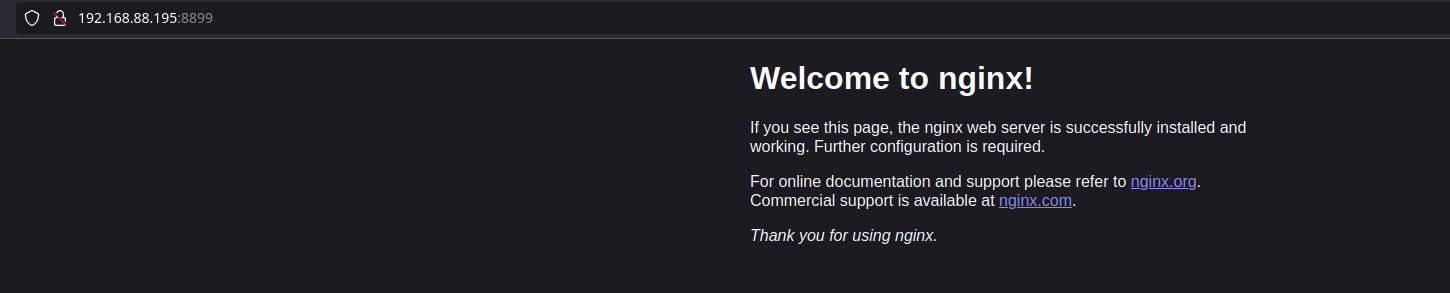 192.168.88.195:8899
Welcome to nginx!
If you see this page, the nginx web server is successfully installed and
working. Further configuration is required.
For online documentation and support please refer to nginx.org.
Commercial support is available at nginx.com.
Thank you for using nginx.